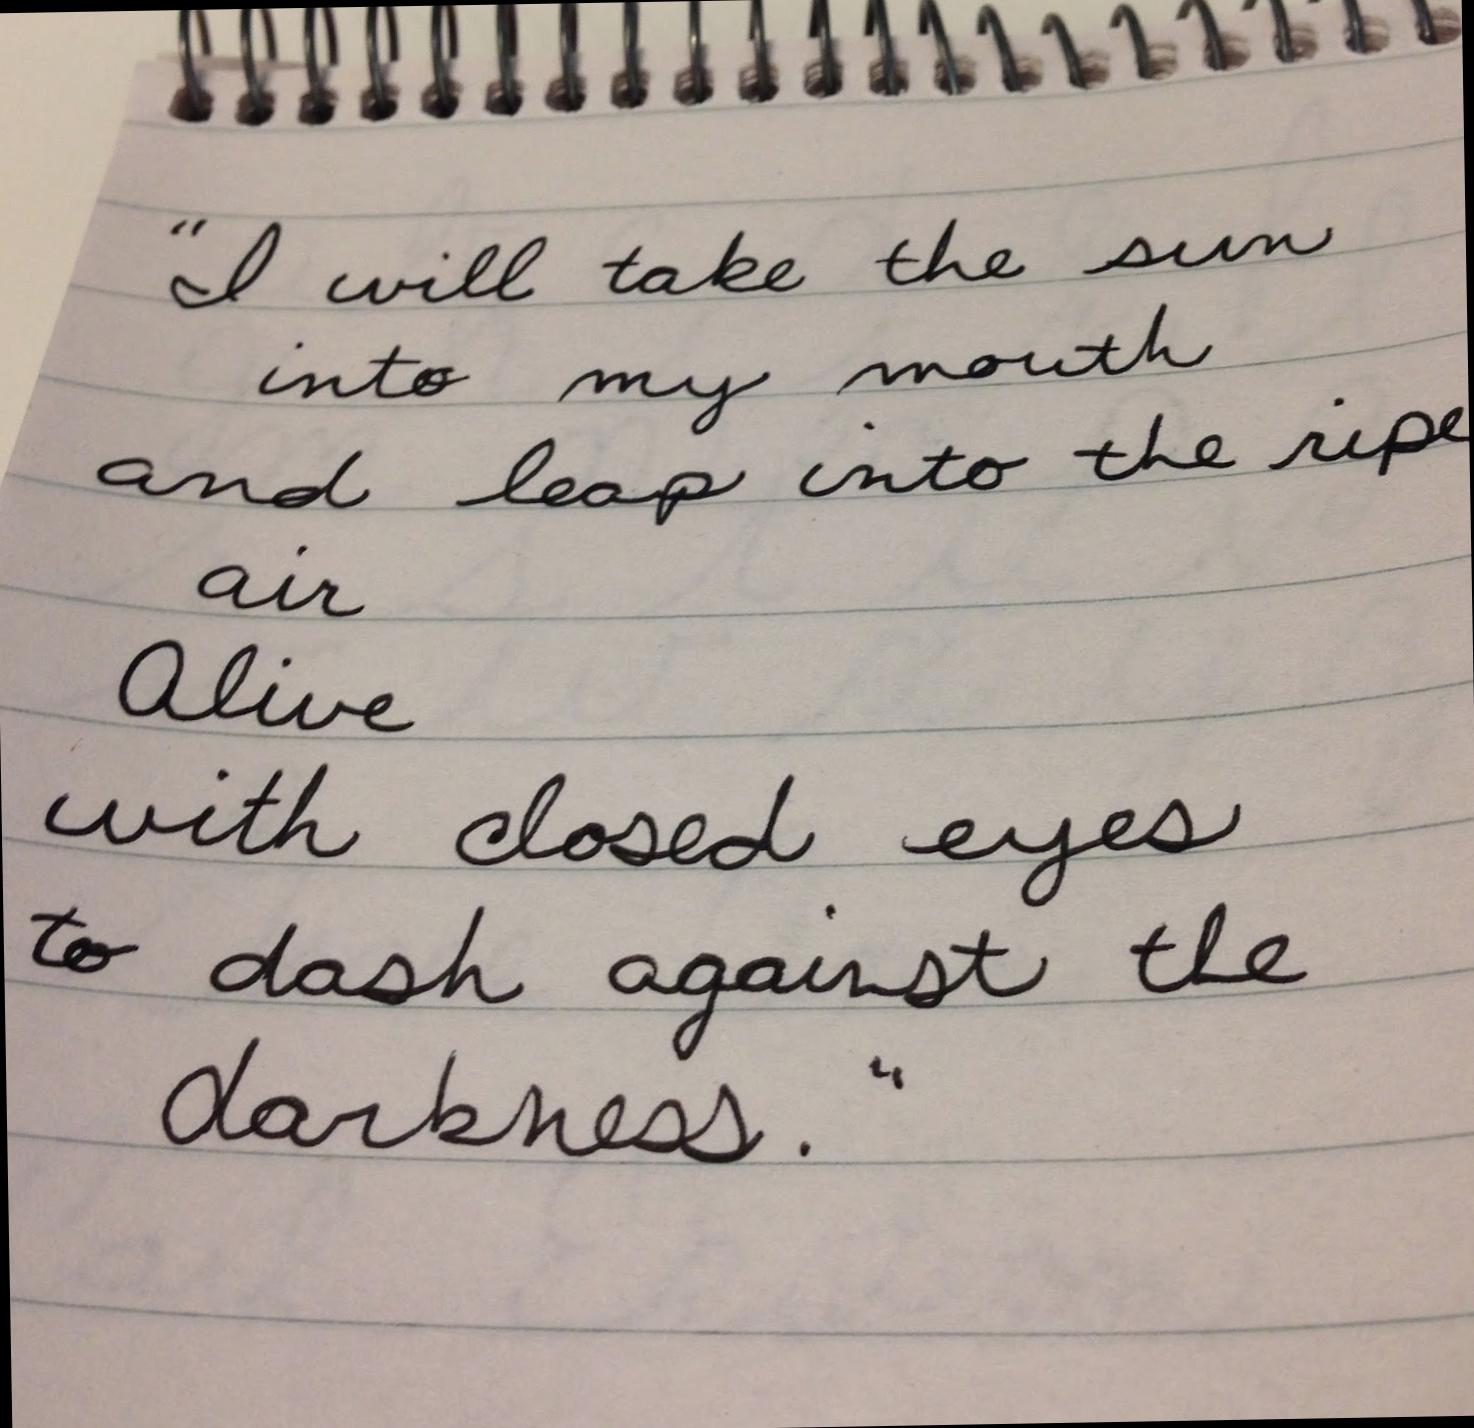 "I will take the sun
into my mouth
and leap into the ripe
air
Alive
with closed eyes
to dash against the
darkness."